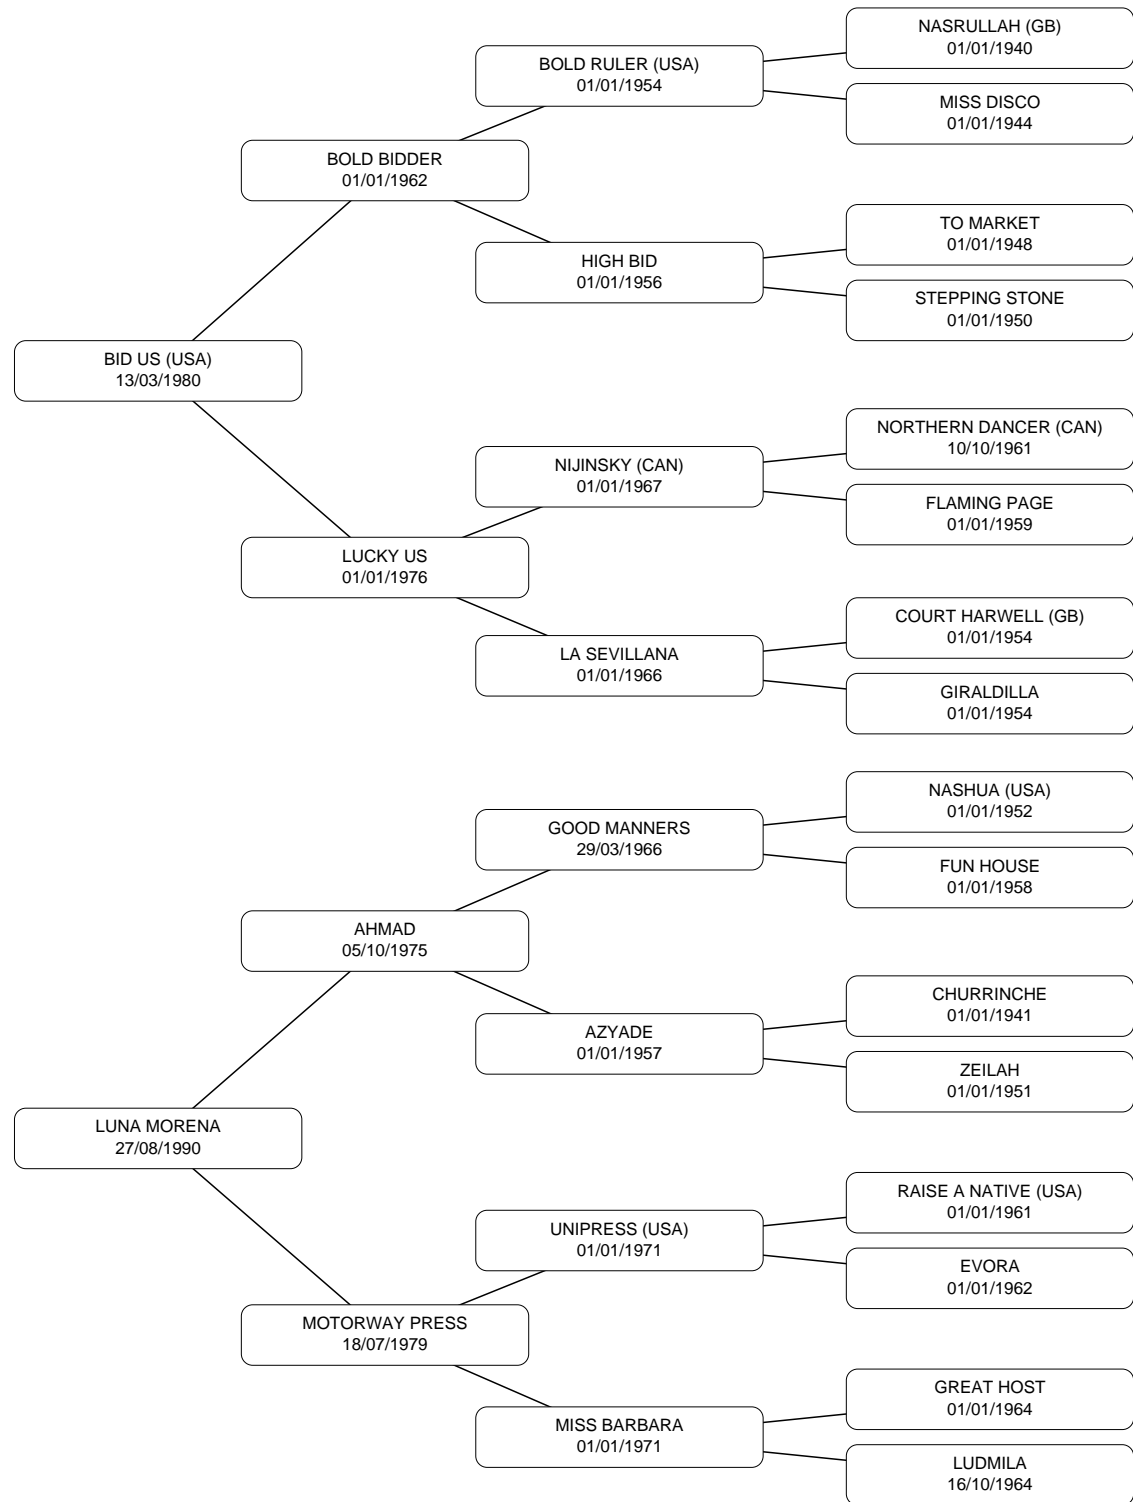 NASRULLAH (GB)
01/01/1940
BOLD RULER (USA)
01/01/1954
MISS DISCO
01/01/1944
BOLD BIDDER
01/01/1962
TO MARKET
01/01/1948
HIGH BID
01/01/1956
STEPPING STONE
01/01/1950
BID US (USA)
13/03/1980
NORTHERN DANCER (CAN)
10/10/1961
NIJINSKY (CAN)
01/01/1967
FLAMING PAGE
01/01/1959
LUCKY US
01/01/1976
COURT HARWELL (GB)
01/01/1954
LA SEVILLANA
01/01/1966
GIRALDILLA
01/01/1954
NASHUA (USA)
01/01/1952
GOOD MANNERS
29/03/1966
FUN HOUSE
01/01/1958
AHMAD
05/10/1975
CHURRINCHE
01/01/1941
AZYADE
01/01/1957
ZEILAH
01/01/1951
LUNA MORENA
27/08/1990
RAISE A NATIVE (USA)
01/01/1961
UNIPRESS (USA)
01/01/1971
EVORA
01/01/1962
MOTORWAY PRESS
18/07/1979
GREAT HOST
01/01/1964
MISS BARBARA
01/01/1971
LUDMILA
16/10/1964